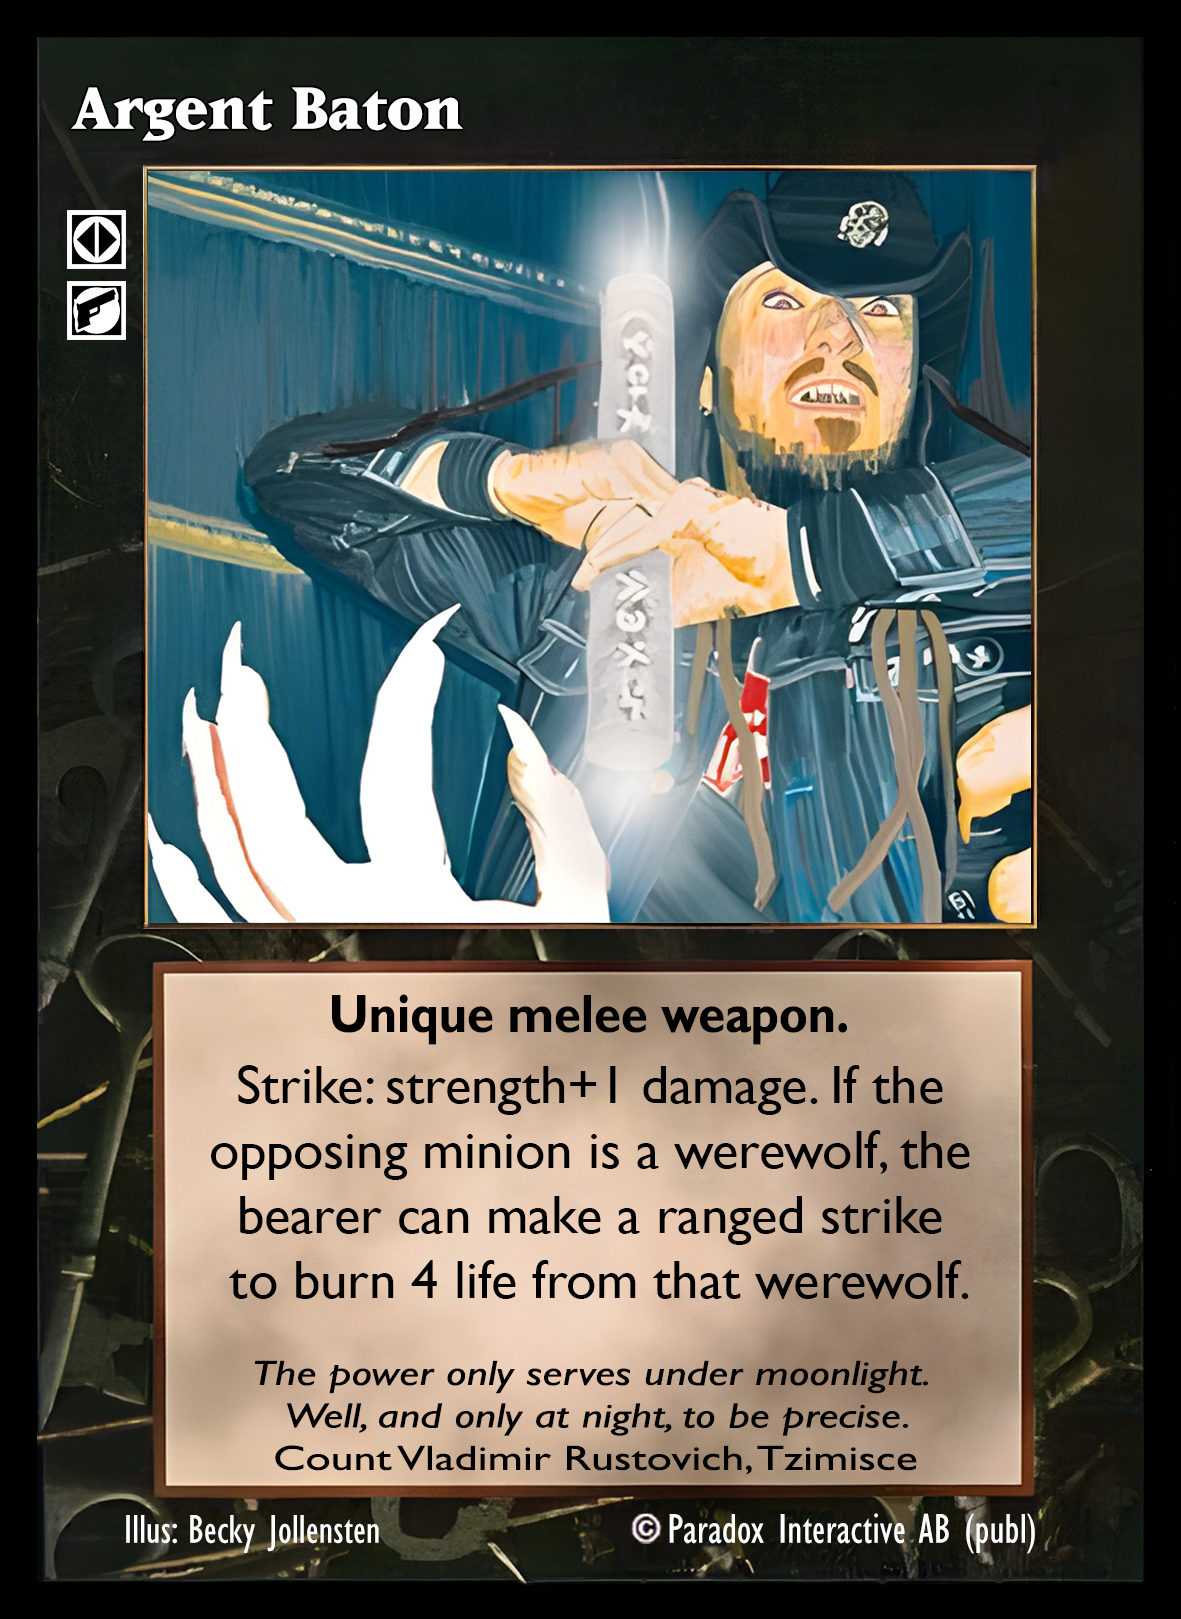 Argent Baton
Unique melee weapon.
Strike: strength+1 damage. If the
opposing minion is a werewolf, the
bearer can make a ranged strike
to burn 4 life from that werewolf.
The power only serves under moonlight.
Well, and only at night, to be precise.
Count Vladimir Rustovich, Tzimisce
Illus: Becky Jollensten
© Paradox Interactive AB (publ)